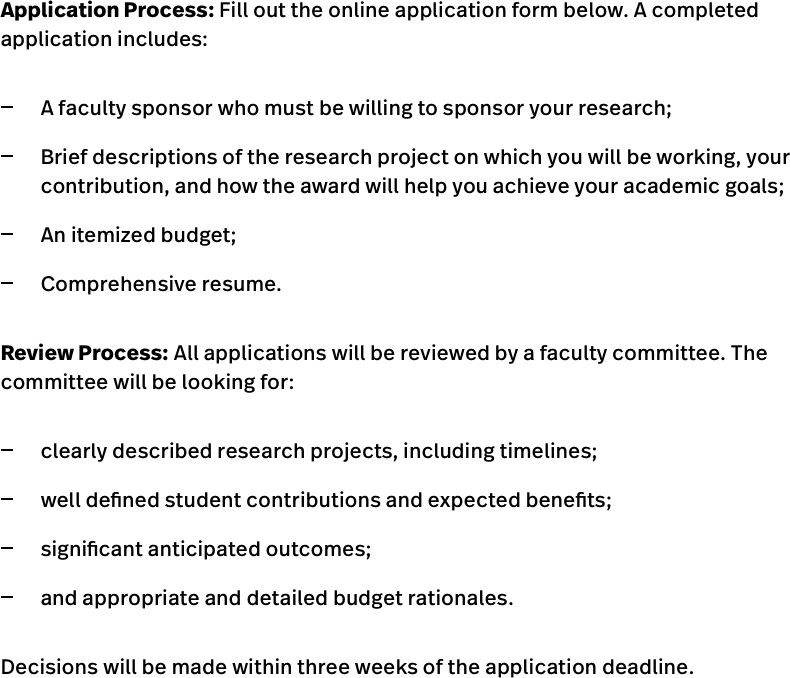 Application Process: Fill out the online application form below. A completed
application includes:
– A faculty sponsor who must be willing to sponsor your research;
– Brief descriptions of the research project on which you will be working, your
contribution, and how the award will help you achieve your academic goals;
– An itemized budget;
– Comprehensive resume.
Review Process: All applications will be reviewed by a faculty committee. The
committee will be looking for:
– clearly described research projects, including timelines;
– well defined student contributions and expected benefits;
– significant anticipated outcomes;
– and appropriate and detailed budget rationales.
Decisions will be made within three weeks of the application deadline.